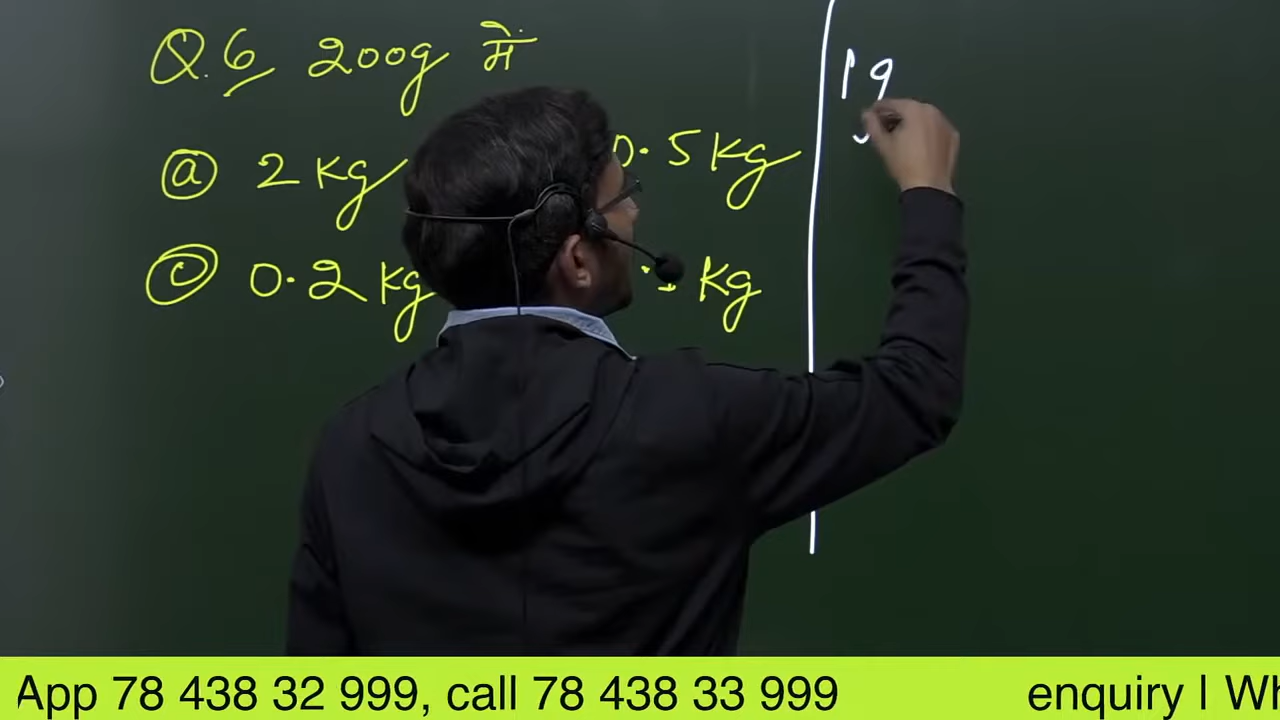 Q.6 200g में
ⓐ 2 kg 0.5 kg
ⓒ 0.2 kg kg
1g
App 78 438 32 999, call 78 438 33 999 enquiry | Wh